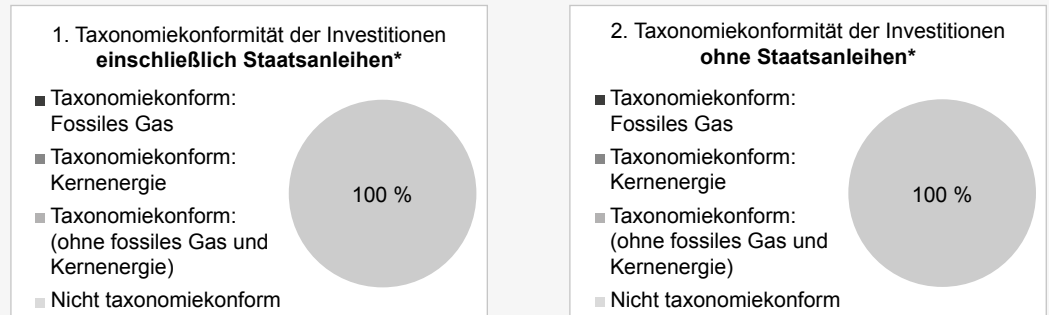 1. Taxonomiekonformität der Investitionen
einschließlich Staatsanleihen*
Taxonomiekonform:
Fossiles Gas
Taxonomiekonform:
Kernenergie
Taxonomiekonform:
(ohne fossiles Gas und
Kernenergie)
Nicht taxonomiekonform
100 %
2. Taxonomiekonformität der Investitionen
ohne Staatsanleihen*
Taxonomiekonform:
Fossiles Gas
Taxonomiekonform:
Kernenergie
Taxonomiekonform:
(ohne fossiles Gas und
Kernenergie)
Nicht taxonomiekonform
100 %